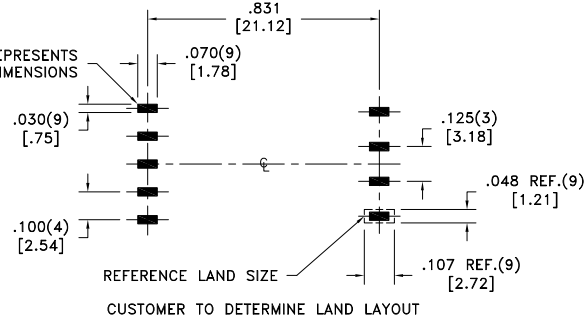 .831
[21.12]
EPRESENTS
IMENSIONS
.070(9)
[1.78]
.030(9)
[.75]
.125(3)
[3.18]
℄
.048 REF.(9)
[1.21]
.100(4)
[2.54]
REFERENCE LAND SIZE
.107 REF.(9)
[2.72]
CUSTOMER TO DETERMINE LAND LAYOUT